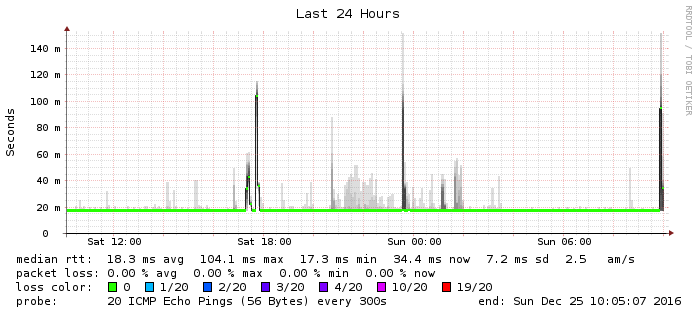 Last 24 Hours
RRDTOOL / TOBI OETIKER
Seconds
140 m
120 m
100 m
80 m
60 m
40 m
20 m
0
Sat 12:00 Sat 18:00 Sun 00:00 Sun 06:00
median rtt: 18.3 ms avg 104.1 ms max 17.3 ms min 34.4 ms now 7.2 ms sd 2.5 am/s
packet loss: 0.00 % avg 0.00 % max 0.00 % min 0.00 % now
loss color: 0 1/20 2/20 3/20 4/20 10/20 19/20
probe: 20 ICMP Echo Pings (56 Bytes) every 300s end: Sun Dec 25 10:05:07 2016